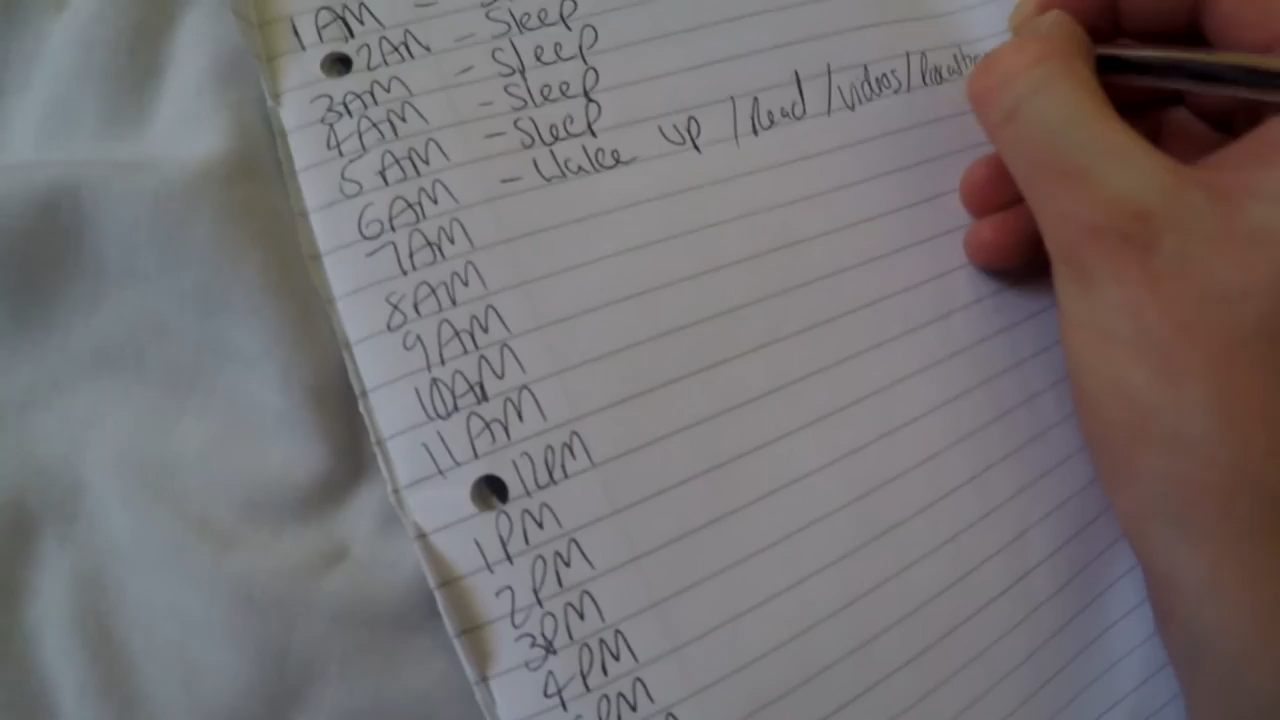 1AM -
2AM - Sleep
3AM - Sleep
4AM - Sleep
5AM - Sleep
6AM - Wake up /Read /videos/
7AM
8AM
9AM
10AM
11AM
12PM
1PM
2PM
3PM
4PM
PM